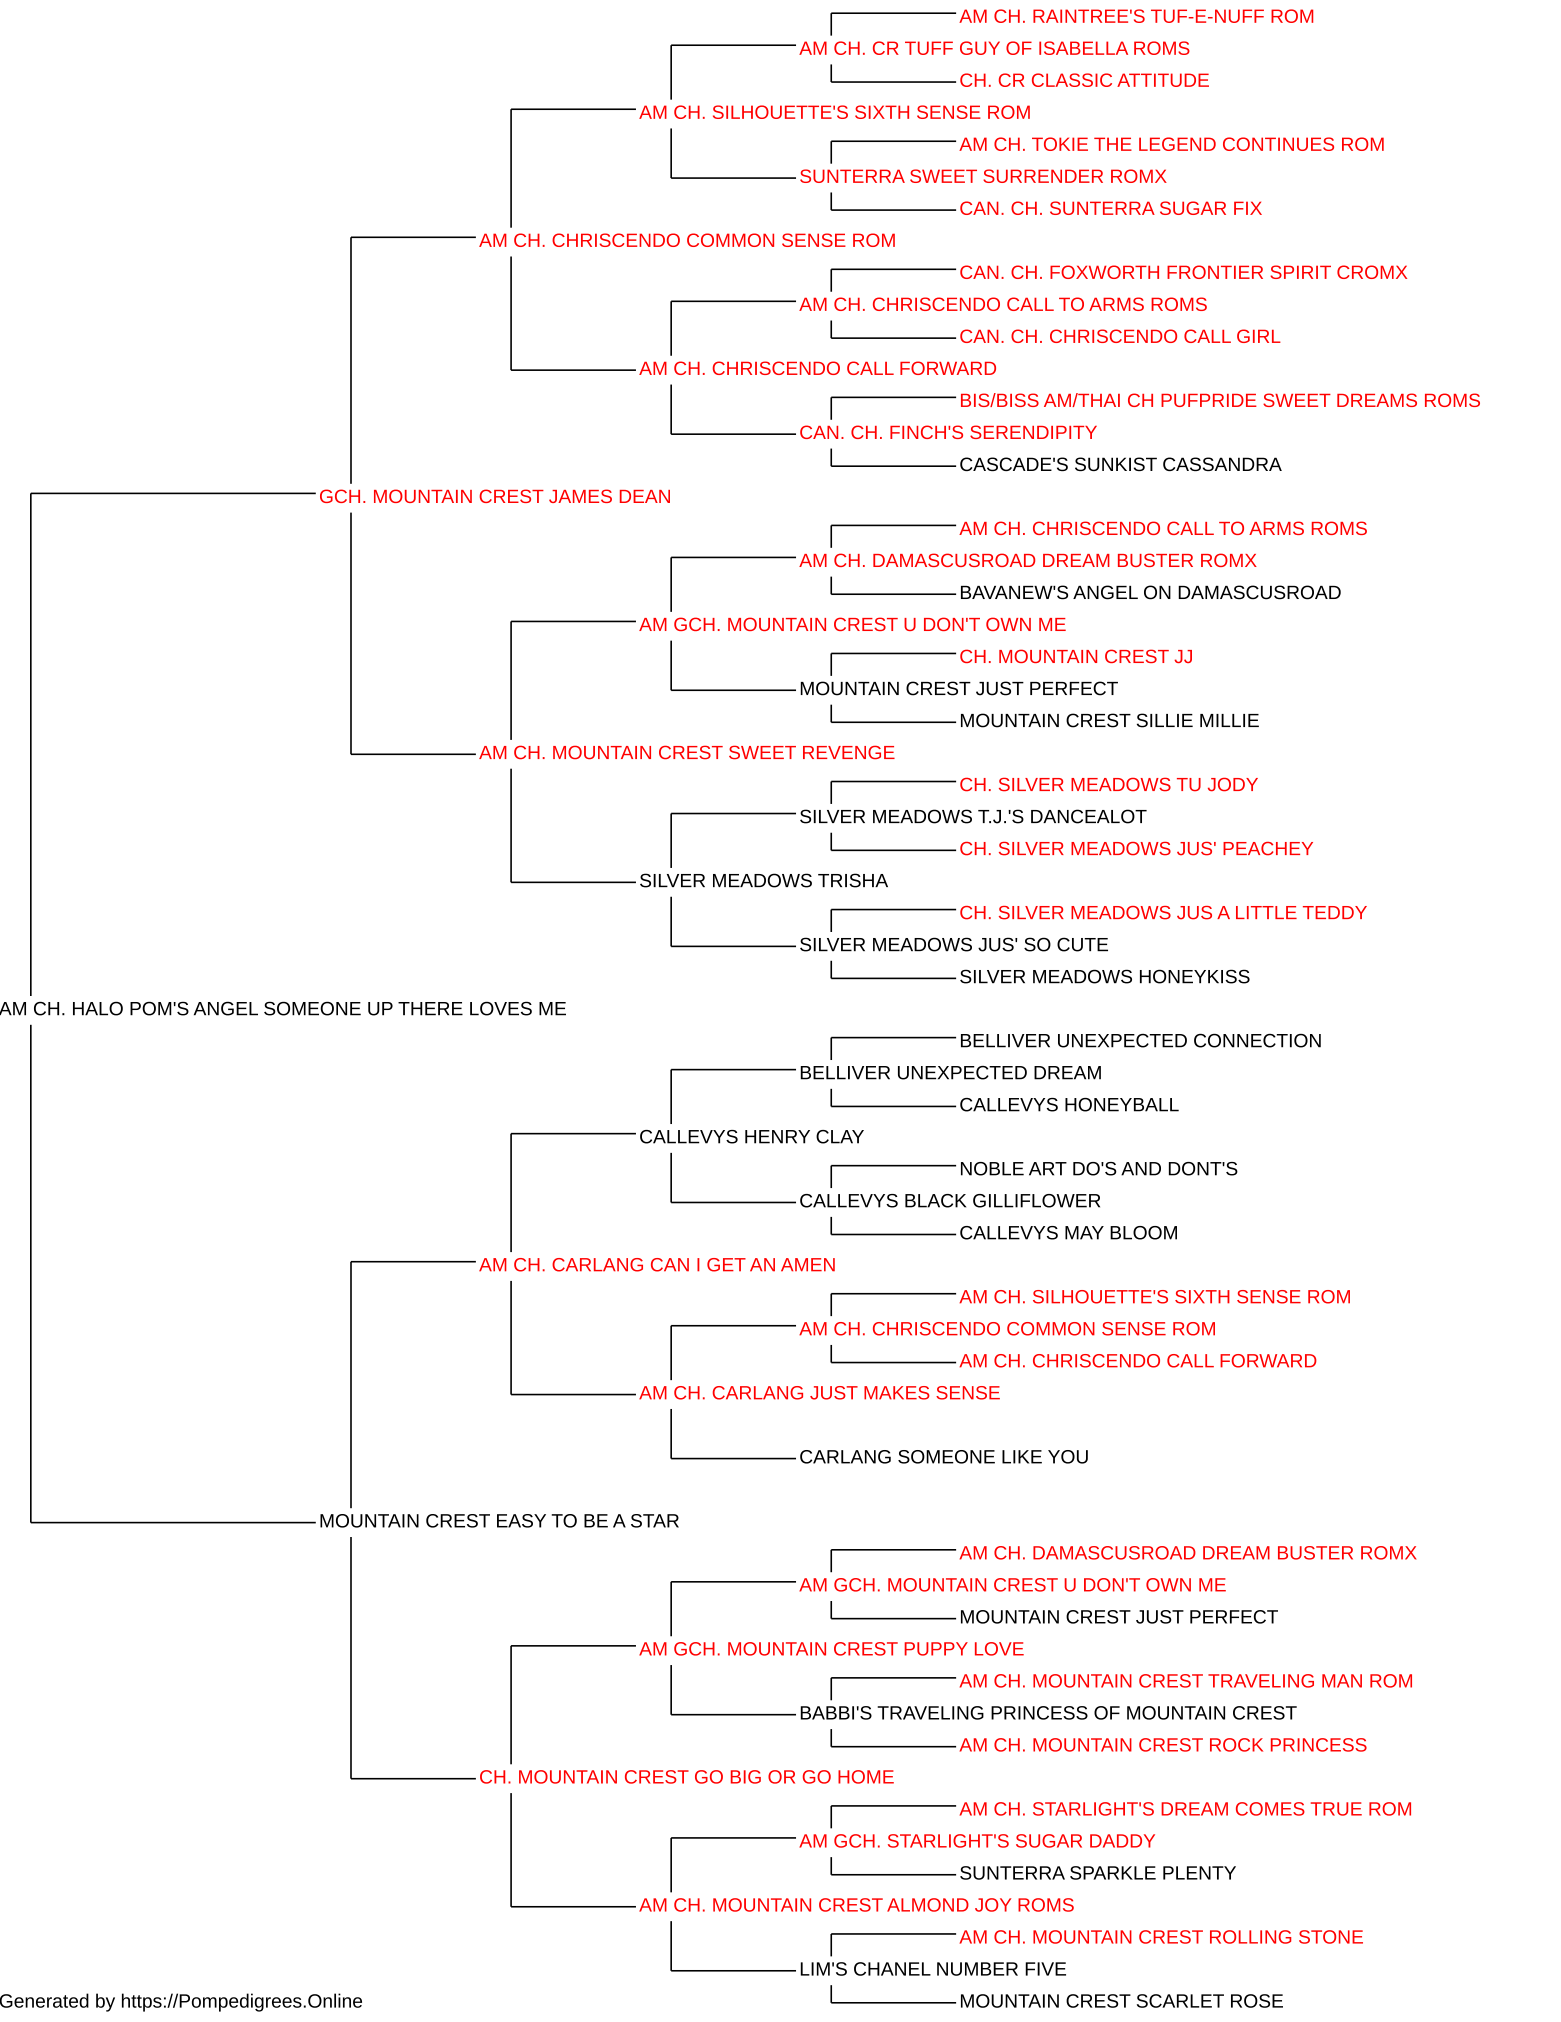 AM CH. RAINTREE'S TUF-E-NUFF ROM
AM CH. CR TUFF GUY OF ISABELLA ROMS
CH. CR CLASSIC ATTITUDE
AM CH. SILHOUETTE'S SIXTH SENSE ROM
AM CH. TOKIE THE LEGEND CONTINUES ROM
SUNTERRA SWEET SURRENDER ROMX
CAN. CH. SUNTERRA SUGAR FIX
AM CH. CHRISCENDO COMMON SENSE ROM
CAN. CH. FOXWORTH FRONTIER SPIRIT CROMX
AM CH. CHRISCENDO CALL TO ARMS ROMS
CAN. CH. CHRISCENDO CALL GIRL
AM CH. CHRISCENDO CALL FORWARD
BIS/BISS AM/THAI CH PUFPRIDE SWEET DREAMS ROMS
CAN. CH. FINCH'S SERENDIPITY
CASCADE'S SUNKIST CASSANDRA
GCH. MOUNTAIN CREST JAMES DEAN
AM CH. CHRISCENDO CALL TO ARMS ROMS
AM CH. DAMASCUSROAD DREAM BUSTER ROMX
BAVANEW'S ANGEL ON DAMASCUSROAD
AM GCH. MOUNTAIN CREST U DON'T OWN ME
CH. MOUNTAIN CREST JJ
MOUNTAIN CREST JUST PERFECT
MOUNTAIN CREST SILLIE MILLIE
AM CH. MOUNTAIN CREST SWEET REVENGE
CH. SILVER MEADOWS TU JODY
SILVER MEADOWS T.J.'S DANCEALOT
CH. SILVER MEADOWS JUS' PEACHEY
SILVER MEADOWS TRISHA
CH. SILVER MEADOWS JUS A LITTLE TEDDY
SILVER MEADOWS JUS' SO CUTE
SILVER MEADOWS HONEYKISS
AM CH. HALO POM'S ANGEL SOMEONE UP THERE LOVES ME
BELLIVER UNEXPECTED CONNECTION
BELLIVER UNEXPECTED DREAM
CALLEVYS HONEYBALL
CALLEVYS HENRY CLAY
NOBLE ART DO'S AND DONT'S
CALLEVYS BLACK GILLIFLOWER
CALLEVYS MAY BLOOM
AM CH. CARLANG CAN I GET AN AMEN
AM CH. SILHOUETTE'S SIXTH SENSE ROM
AM CH. CHRISCENDO COMMON SENSE ROM
AM CH. CHRISCENDO CALL FORWARD
AM CH. CARLANG JUST MAKES SENSE
CARLANG SOMEONE LIKE YOU
MOUNTAIN CREST EASY TO BE A STAR
AM CH. DAMASCUSROAD DREAM BUSTER ROMX
AM GCH. MOUNTAIN CREST U DON'T OWN ME
MOUNTAIN CREST JUST PERFECT
AM GCH. MOUNTAIN CREST PUPPY LOVE
AM CH. MOUNTAIN CREST TRAVELING MAN ROM
BABBI'S TRAVELING PRINCESS OF MOUNTAIN CREST
AM CH. MOUNTAIN CREST ROCK PRINCESS
CH. MOUNTAIN CREST GO BIG OR GO HOME
AM CH. STARLIGHT'S DREAM COMES TRUE ROM
AM GCH. STARLIGHT'S SUGAR DADDY
SUNTERRA SPARKLE PLENTY
AM CH. MOUNTAIN CREST ALMOND JOY ROMS
AM CH. MOUNTAIN CREST ROLLING STONE
LIM'S CHANEL NUMBER FIVE
MOUNTAIN CREST SCARLET ROSE
Generated by https://Pompedigrees.Online